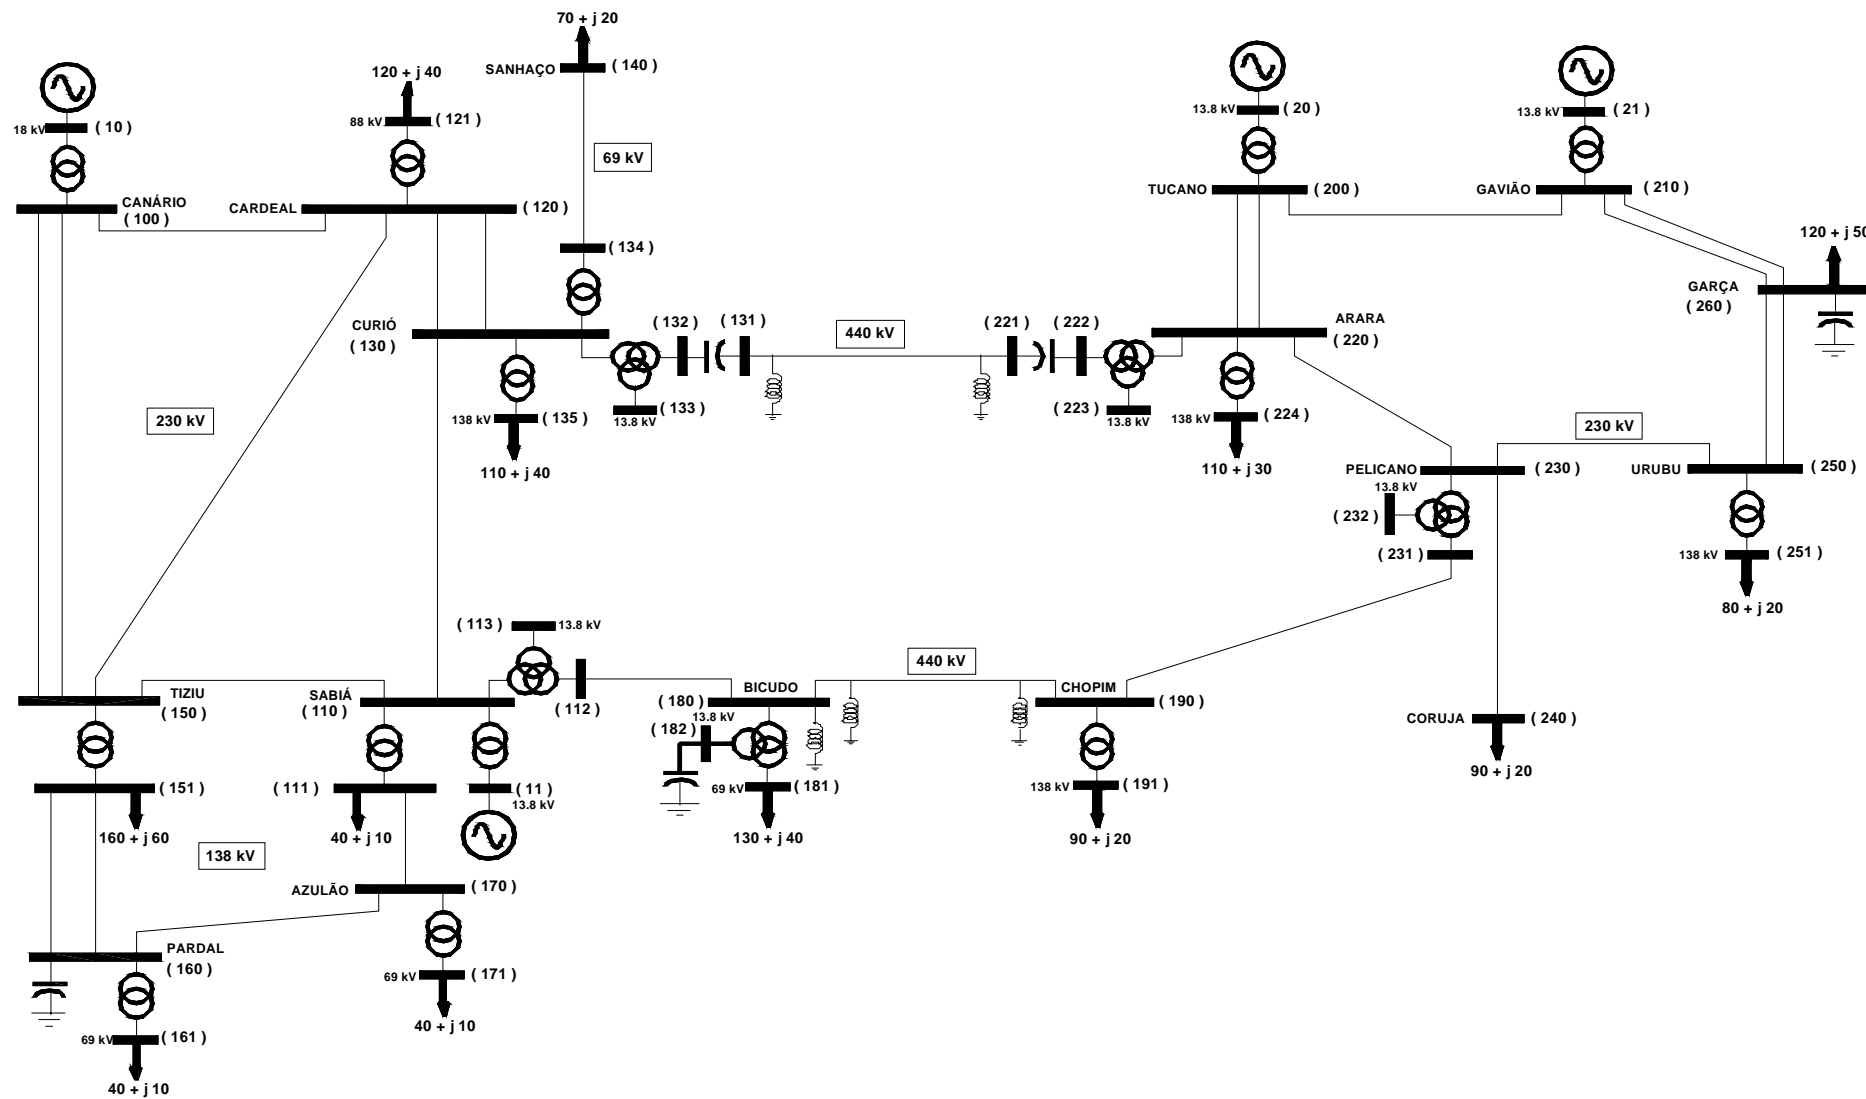 70 + j 20
SANHAÇO
( 140 )
120 + j 40
18 kV
( 10 )
88 kV
( 121 )
13.8 kV
( 20 )
13.8 kV
( 21 )
69 kV
CANÁRIO
( 100 )
CARDEAL
( 120 )
TUCANO
( 200 )
GAVIÃO
( 210 )
120 + j 50
( 134 )
GARÇA
( 260 )
CURIÓ
( 130 )
( 132 )
( 131 )
440 kV
( 221 )
( 222 )
ARARA
( 220 )
230 kV
138 kV
( 135 )
( 133 )
13.8 kV
110 + j 40
( 223 )
13.8 kV
138 kV
( 224 )
110 + j 30
230 kV
PELICANO
( 230 )
URUBU
( 250 )
13.8 kV
( 232 )
( 231 )
138 kV
( 251 )
80 + j 20
( 113 )
13.8 kV
440 kV
TIZIU
( 150 )
SABIÁ
( 110 )
( 112 )
BICUDO
( 180 )
13.8 kV
( 182 )
CHOPIM
( 190 )
CORUJA
( 240 )
90 + j 20
( 151 )
( 111 )
( 11 )
13.8 kV
69 kV
( 181 )
138 kV
( 191 )
160 + j 60
40 + j 10
130 + j 40
90 + j 20
138 kV
AZULÃO
( 170 )
PARDAL
( 160 )
69 kV
( 171 )
40 + j 10
69 kV
( 161 )
40 + j 10